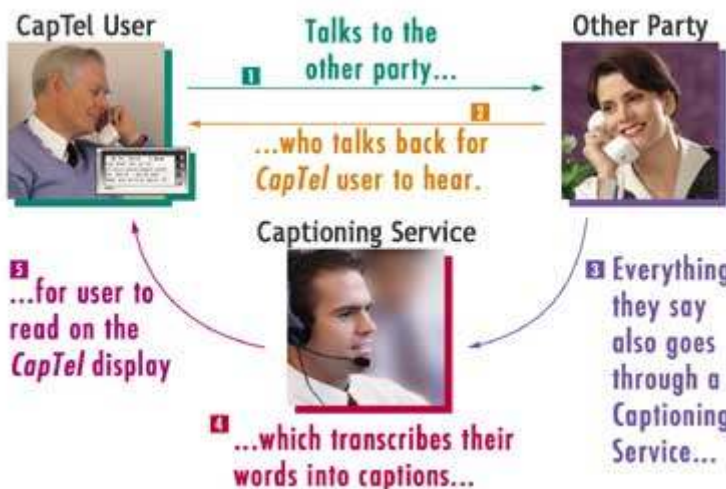 CapTel User
Other Party
Talks to the
other party...
1
2
...who talks back for
CapTel user to hear.
3 Everything
they say
also goes
through a
Captioning
Service...
Captioning Service
4
...which transcribes their
words into captions...
5
...for user to
read on the
CapTel display